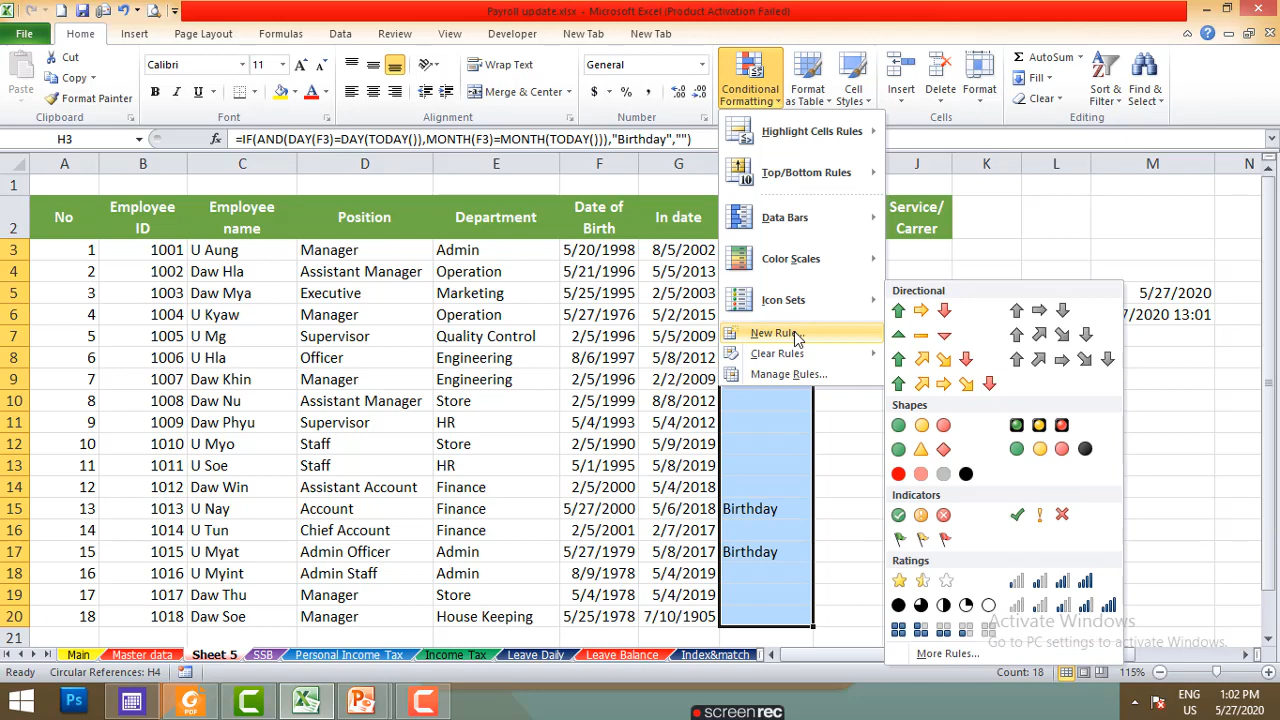 Payroll update.xlsx - Microsoft Excel (Product Activation Failed)
File Home Insert Page Layout Formulas Data Review View Developer New Tab New Tab
Paste
Cut
Copy
Format Painter
Clipboard
Calibri 11
B I U
Font
Wrap Text
Merge & Center
Alignment
General
$ % ,
Number
Conditional Formatting
Format as Table
Cell Styles
Insert Delete Format
Cells
AutoSum
Fill
Clear
Sort & Filter
Find & Select
Editing
H3 fx =IF(AND(DAY(F3)=DAY(TODAY()),MONTH(F3)=MONTH(TODAY())),"Birthday","")
A B C D E F G J K L M N
1
2 No Employee ID Employee name Position Department Date of Birth In date Service/ Carrer
3 1 1001 U Aung Manager Admin 5/20/1998 8/5/2002
4 2 1002 Daw Hla Assistant Manager Operation 5/21/1996 5/5/2013
5 3 1003 Daw Mya Executive Marketing 5/25/1995 2/5/2003 5/27/2020
6 4 1004 U Kyaw Manager Operation 5/27/1976 2/5/2015 7/2020 13:01
7 5 1005 U Mg Supervisor Quality Control 2/5/1996 5/5/2009
8 6 1006 U Hla Officer Engineering 8/6/1997 5/8/2012
9 7 1007 Daw Khin Manager Engineering 2/5/1996 2/2/2009
10 8 1008 Daw Nu Assistant Manager Store 2/5/1999 8/8/2012
11 9 1009 Daw Phyu Supervisor HR 5/4/1993 5/4/2012
12 10 1010 U Myo Staff Store 2/5/1990 5/9/2019
13 11 1011 U Soe Staff HR 5/1/1995 5/8/2019
14 12 1012 Daw Win Assistant Account Finance 2/5/2000 5/4/2018
15 13 1013 U Nay Account Finance 5/27/2000 5/6/2018 Birthday
16 14 1014 U Tun Chief Account Finance 2/5/2001 2/7/2017
17 15 1015 U Myat Admin Officer Admin 5/27/1979 5/8/2017 Birthday
18 16 1016 U Myint Admin Staff Admin 8/9/1978 5/4/2019
19 17 1017 Daw Thu Manager Store 5/4/1978 5/4/2019
20 18 1018 Daw Soe Manager House Keeping 5/25/1978 7/10/1905
21
Highlight Cells Rules
Top/Bottom Rules
Data Bars
Color Scales
Icon Sets
New Rule...
Clear Rules
Manage Rules...
Directional
Shapes
Indicators
Ratings
More Rules...
Activate Windows
Go to PC settings to activate Windows.
Main Master data Sheet 5 SSB Personal Income Tax Income Tax Leave Daily Leave Balance Index&match
Ready Circular References: H4 Count: 18 115%
Ps
PDF
screenrec
ENG
US
1:02 PM
5/27/2020